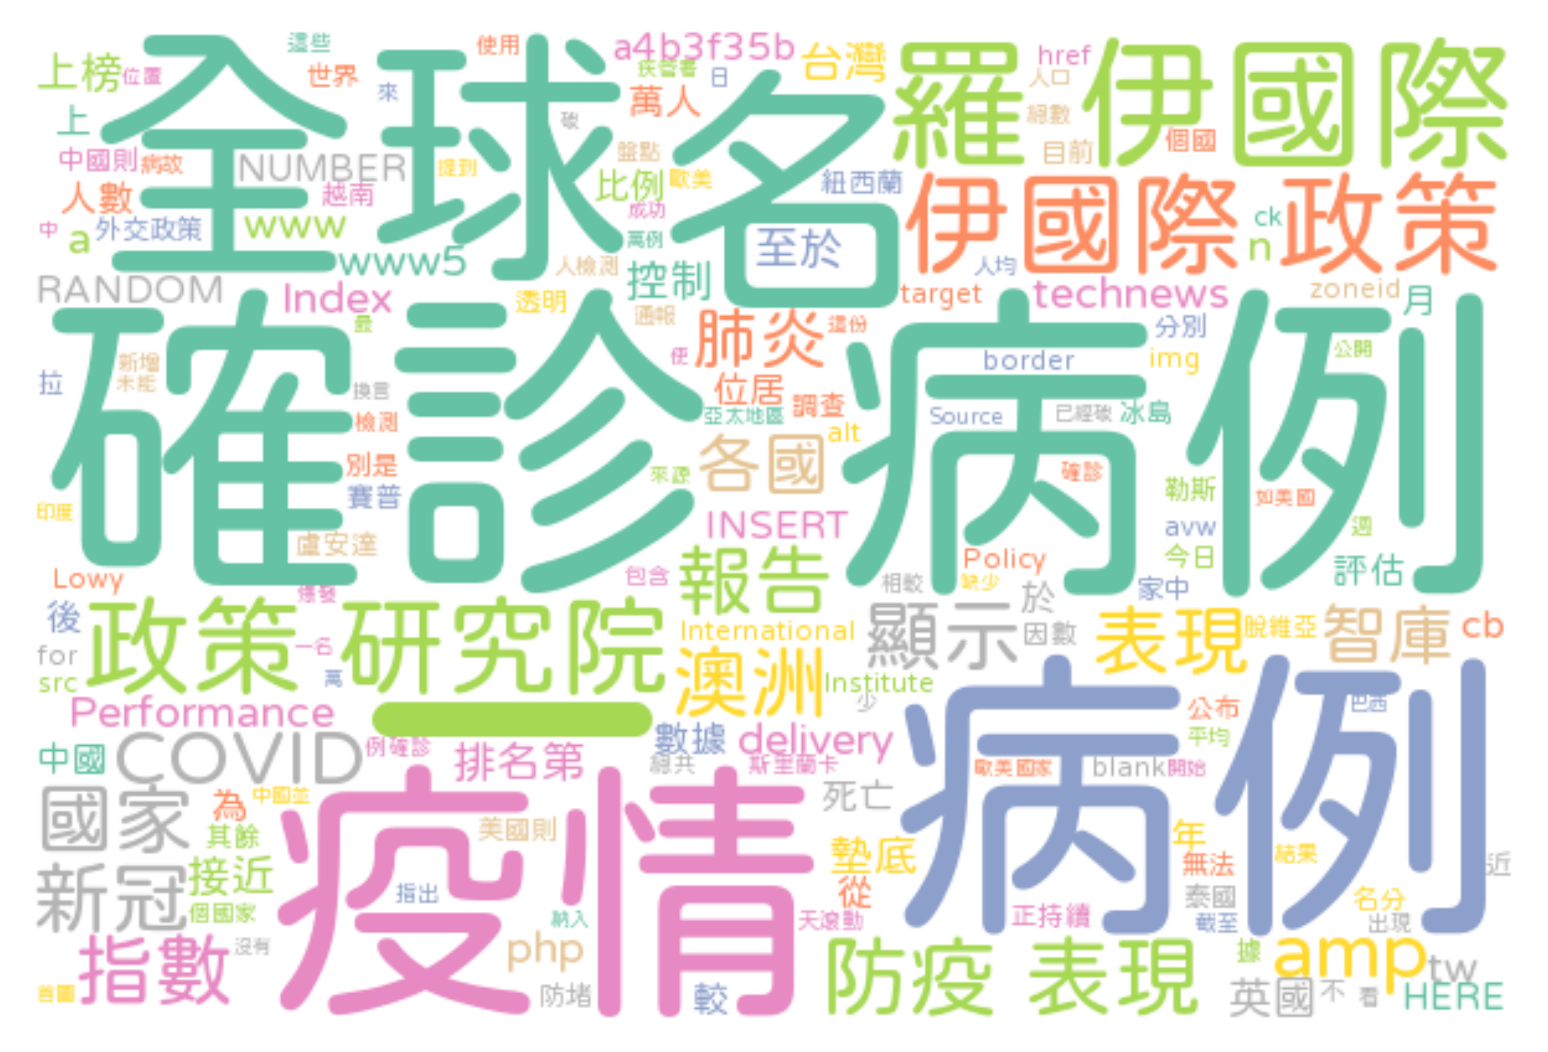 全球 名
確診 病例
羅 伊 國際
伊 國際 政策
上榜
位置
這些
世界
使用
來
a4b3f35b
疾管署
日
台灣
萬人
href
人口
絕數
個國
目前
上
中國則
病故
NUMBER
提到
盤點
比例
歐美
紐西蘭
人數
越南
成功
中
a
外交政策
www
www5
萬例
至於
ck
n
人檢測
控制
人均
RANDOM
Index
透明
通報
target
technews
zoneid
月
最
肺炎
這份
分別
公開
新增
未能
便
border
img
拉
換言
位居
調查
亞太地區
Source
已經破
冰島
檢測
alt
別是
各國
來源
確診
賽普
勒斯
如美國
印度
INSERT
avw
週
盧安達
報告
Policy
今日
評估
Lowy
爆發
包含
相較
缺少
家中
後
政策 研究院
於
顯示
因數
表現
脫維亞
智庫
cb
International
for
一名
src
萬
澳洲
Institute
少
巴西
Performance
一
公布
中國
COVID
例確診
排名第
數據
delivery
平均
總共
斯里蘭卡
歐美國家
blank
開始
國家
為
中國並
疫情
病例
死亡
其餘
美國則
墊底
年
結果
無法
近
新冠
接近
指出
從
泰國
名分
個國家
納入
天滾動
正持續
截至
出現
指數
沒有
php
防疫 表現
據
amp
tw
首圖
防堵
較
英國
不
看
HERE